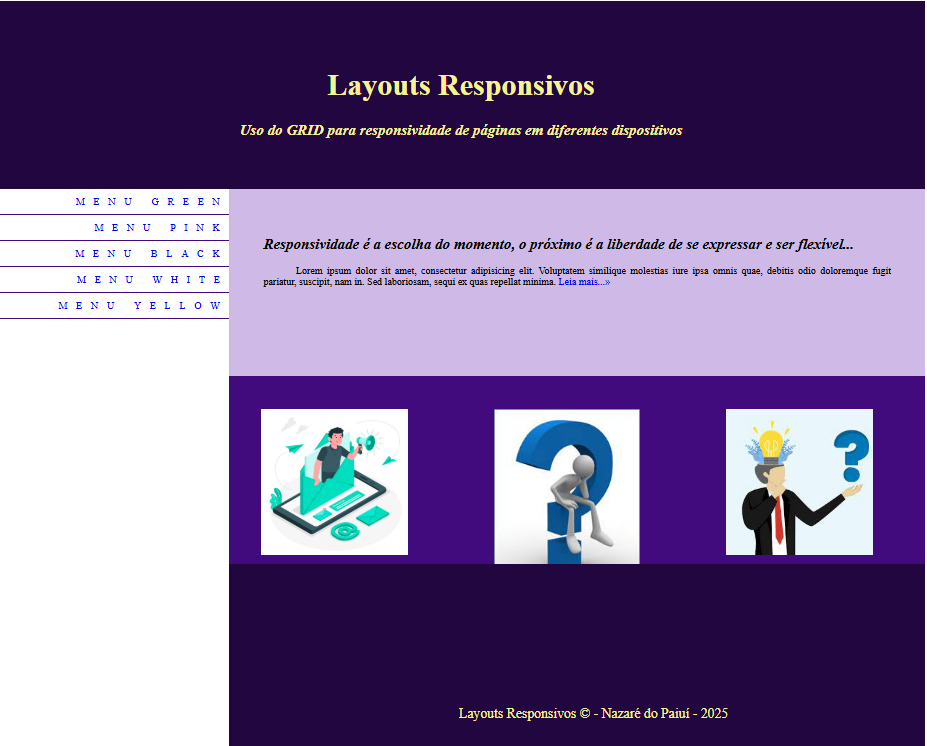 Layouts Responsivos
Uso do GRID para responsividade de páginas em diferentes dispositivos
MENU GREEN
MENU PINK
MENU BLACK
MENU WHITE
MENU YELLOW
Responsividade é a escolha do momento, o próximo é a liberdade de se expressar e ser flexível...
Lorem ipsum dolor sit amet, consectetur adipisicing elit. Voluptatem similique molestias iure ipsa omnis quae, debitis odio doloremque fugit
pariatur, suscipit, nam in. Sed laboriosam, sequi ex quas repellat minima. Leia mais...»
Layouts Responsivos © - Nazaré do Paiuí - 2025